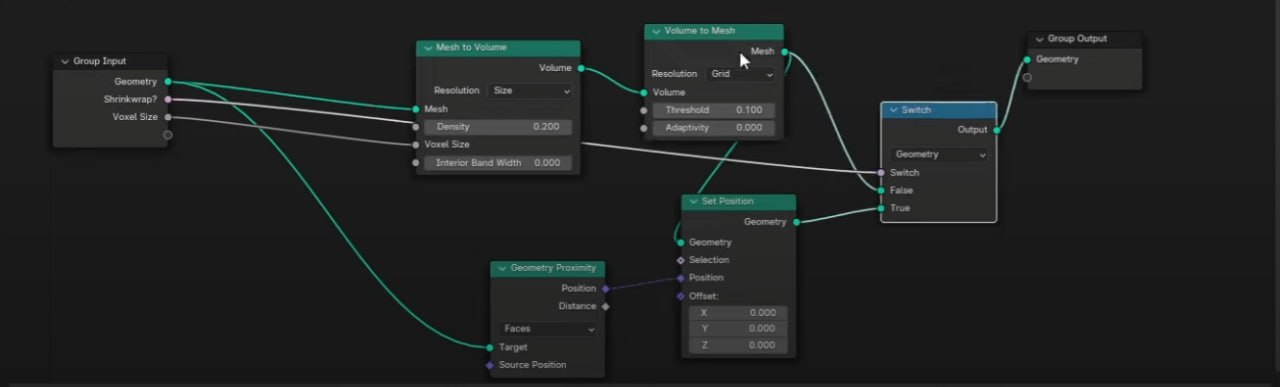 Group Input
Geometry
Shrinkwrap?
Voxel Size
Mesh to Volume
Volume
Resolution Size
Mesh
Density 0.200
Voxel Size
Interior Band Width 0.000
Volume to Mesh
Mesh
Resolution Grid
Volume
Threshold 0.100
Adaptivity 0.000
Geometry Proximity
Position
Distance
Faces
Target
Source Position
Set Position
Geometry
Geometry
Selection
Position
Offset:
X 0.000
Y 0.000
Z 0.000
Switch
Output
Geometry
Switch
False
True
Group Output
Geometry